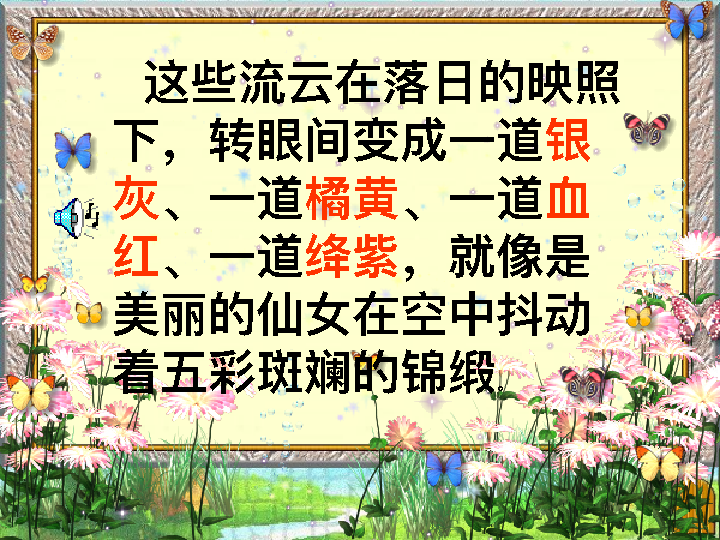 这些流云在落日的映照
下，转眼间变成一道银
灰、一道橘黄、一道血
红、一道绛紫，就像是
美丽的仙女在空中抖动
着五彩斑斓的锦缎。